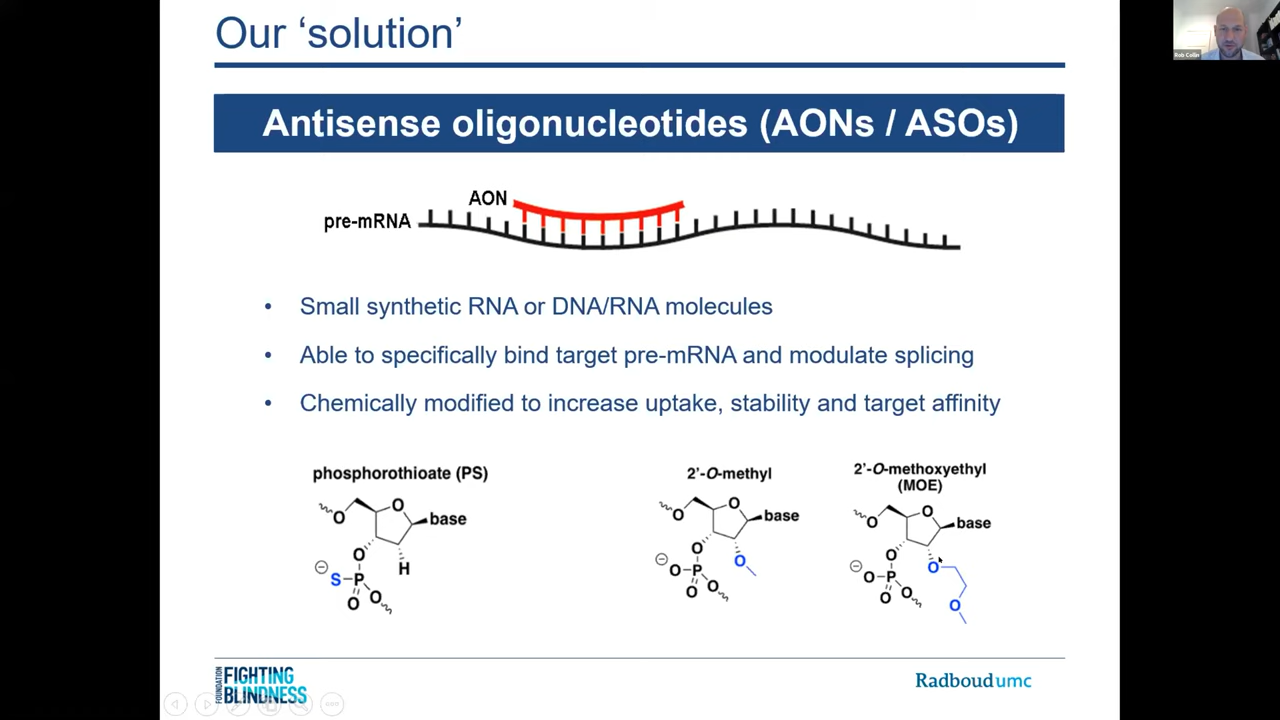 Our ‘solution’
Rob Collin
Antisense oligonucleotides (AONs / ASOs)
AON
pre-mRNA
• Small synthetic RNA or DNA/RNA molecules
• Able to specifically bind target pre-mRNA and modulate splicing
• Chemically modified to increase uptake, stability and target affinity
phosphorothioate (PS)
O
O
base
O
H
⊖
S
P
O
O
2’-O-methyl
O
O
base
O
O
⊖
O
P
O
O
2’-O-methoxyethyl
(MOE)
O
O
base
O
O
⊖
O
P
O
O
O
FOUNDATION
FIGHTING
BLINDNESS
Radboudumc